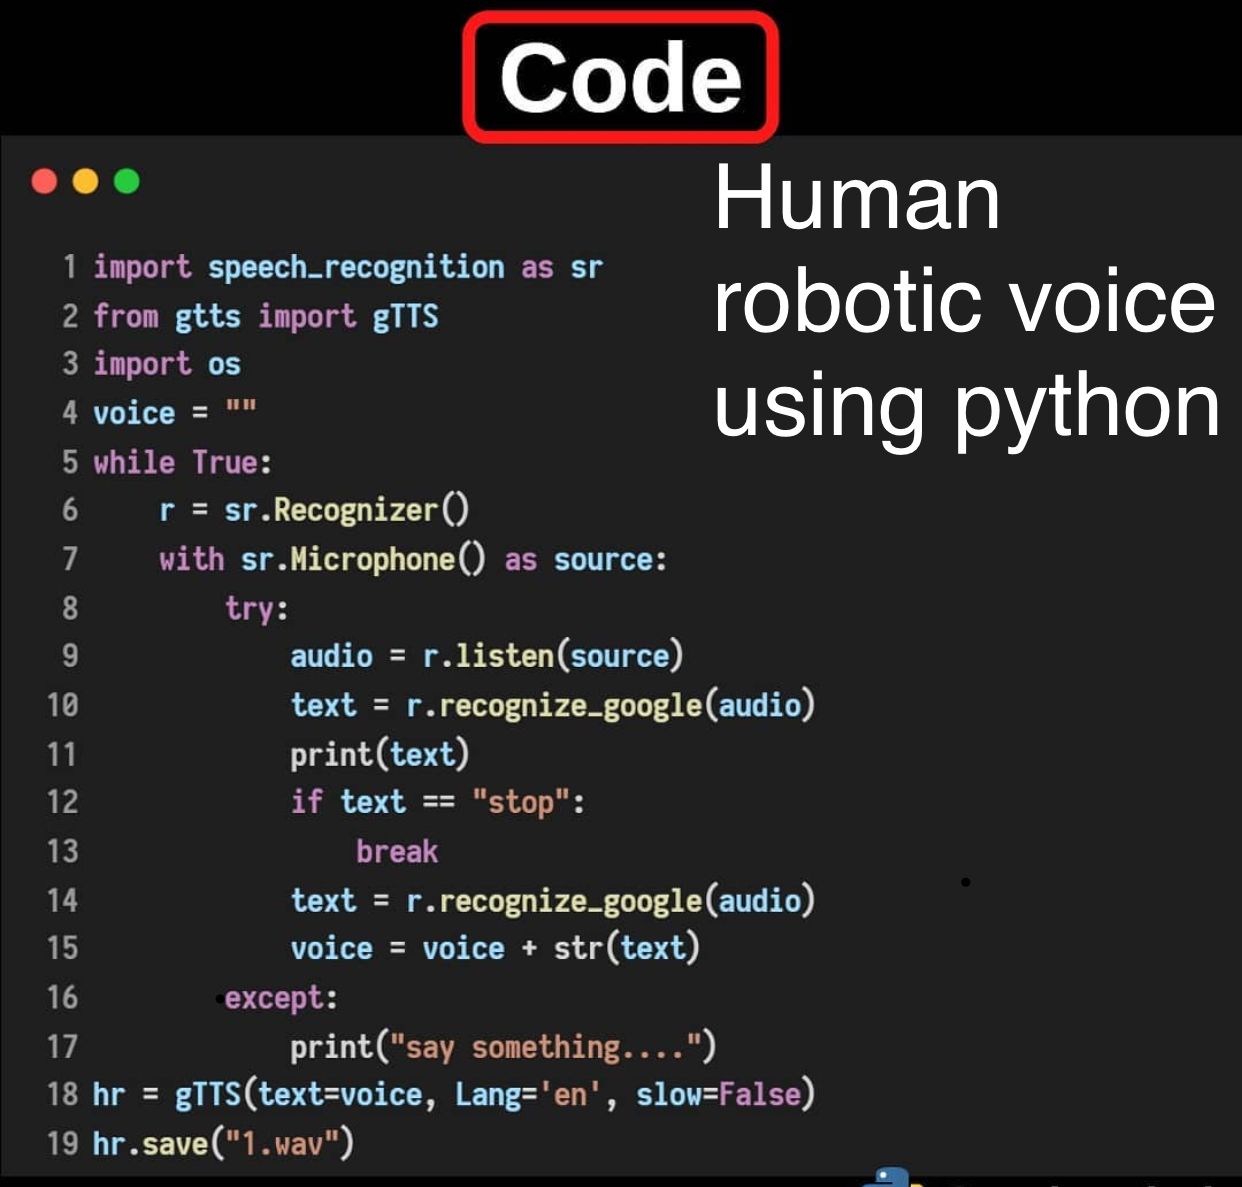 Code
Human
robotic voice
using python
1 import speech_recognition as sr
2 from gtts import gTTS
3 import os
4 voice = ""
5 while True:
6     r = sr.Recognizer()
7     with sr.Microphone() as source:
8         try:
9             audio = r.listen(source)
10             text = r.recognize_google(audio)
11             print(text)
12             if text == "stop":
13                 break
14             text = r.recognize_google(audio)
15             voice = voice + str(text)
16         except:
17             print("say something....")
18 hr = gTTS(text=voice, Lang='en', slow=False)
19 hr.save("1.wav")